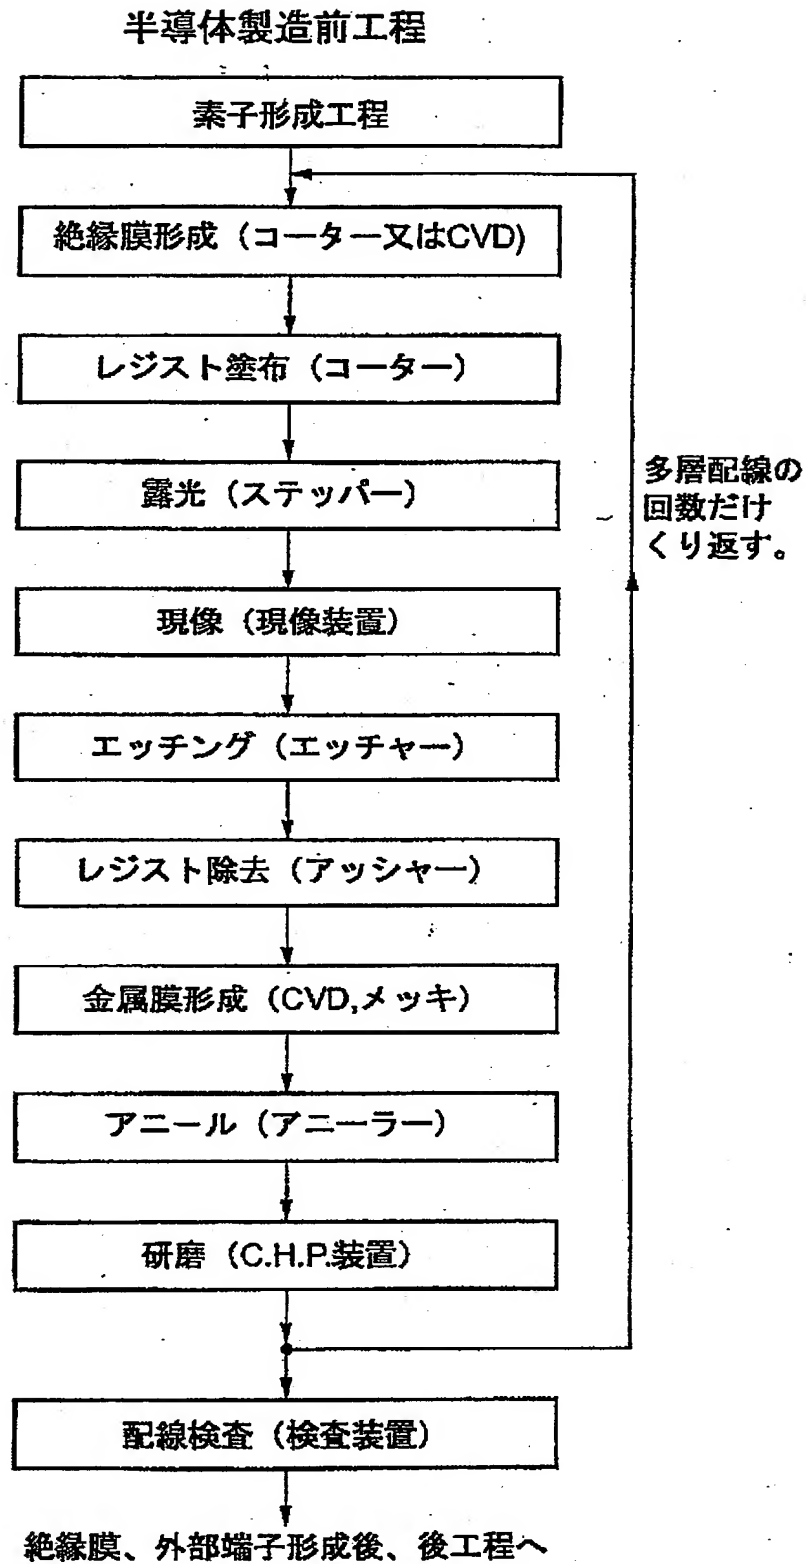 半導体製造前工程
素子形成工程
絶縁膜形成（コーター又はCVD)
レジスト塗布（コーター）
露光（ステッパー）
現像（現像装置）
エッチング（エッチャー）
レジスト除去（アッシャー）
金属膜形成（CVD,メッキ）
アニール（アニーラー）
研磨（C.H.P.装置）
配線検査（検査装置）
絶縁膜、外部端子形成後、後工程へ
多層配線の
回数だけ
くり返す。